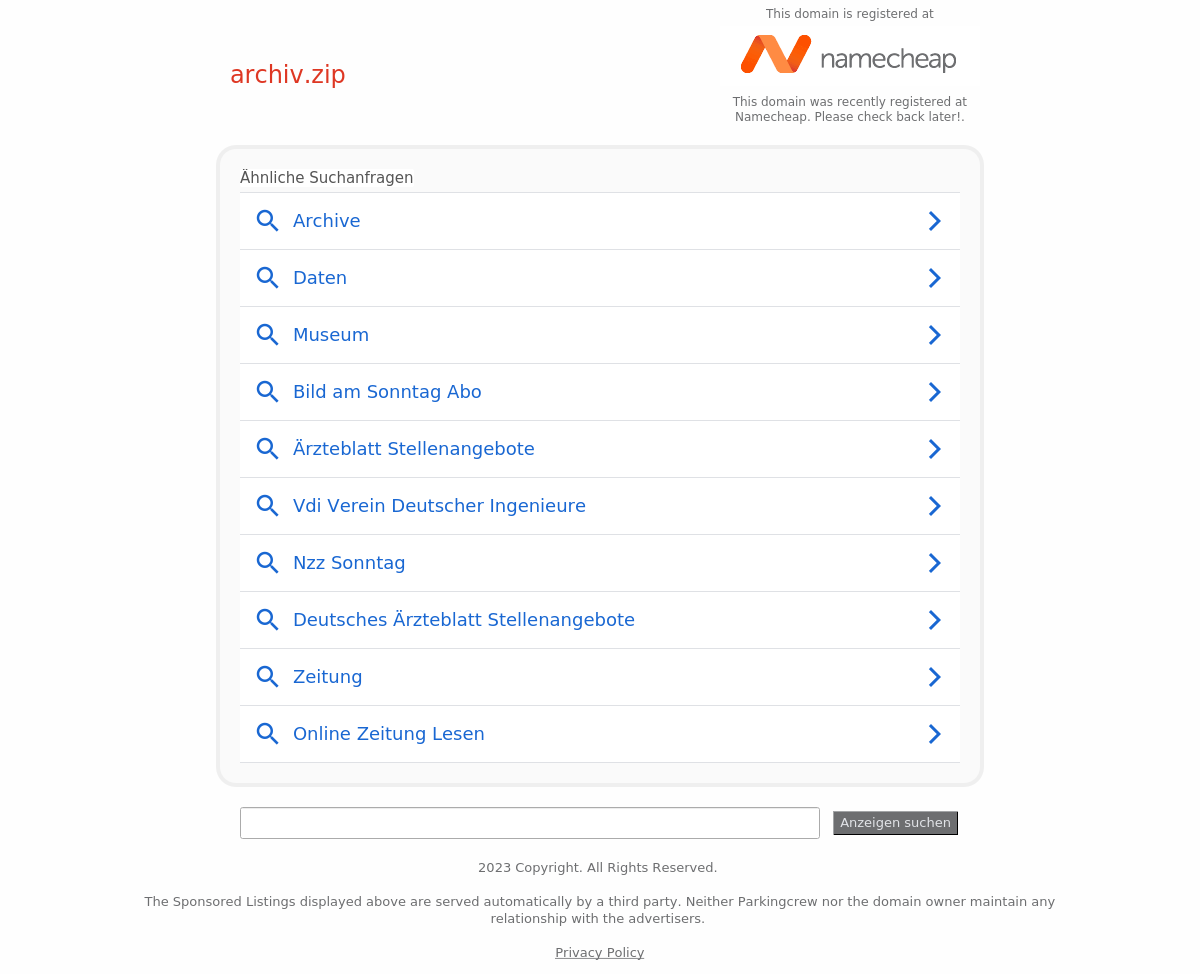 This domain is registered at
namecheap
archiv.zip
This domain was recently registered at
Namecheap. Please check back later!.
Ähnliche Suchanfragen
Archive
Daten
Museum
Bild am Sonntag Abo
Ärzteblatt Stellenangebote
Vdi Verein Deutscher Ingenieure
Nzz Sonntag
Deutsches Ärzteblatt Stellenangebote
Zeitung
Online Zeitung Lesen
Anzeigen suchen
2023 Copyright. All Rights Reserved.
The Sponsored Listings displayed above are served automatically by a third party. Neither Parkingcrew nor the domain owner maintain any
relationship with the advertisers.
Privacy Policy